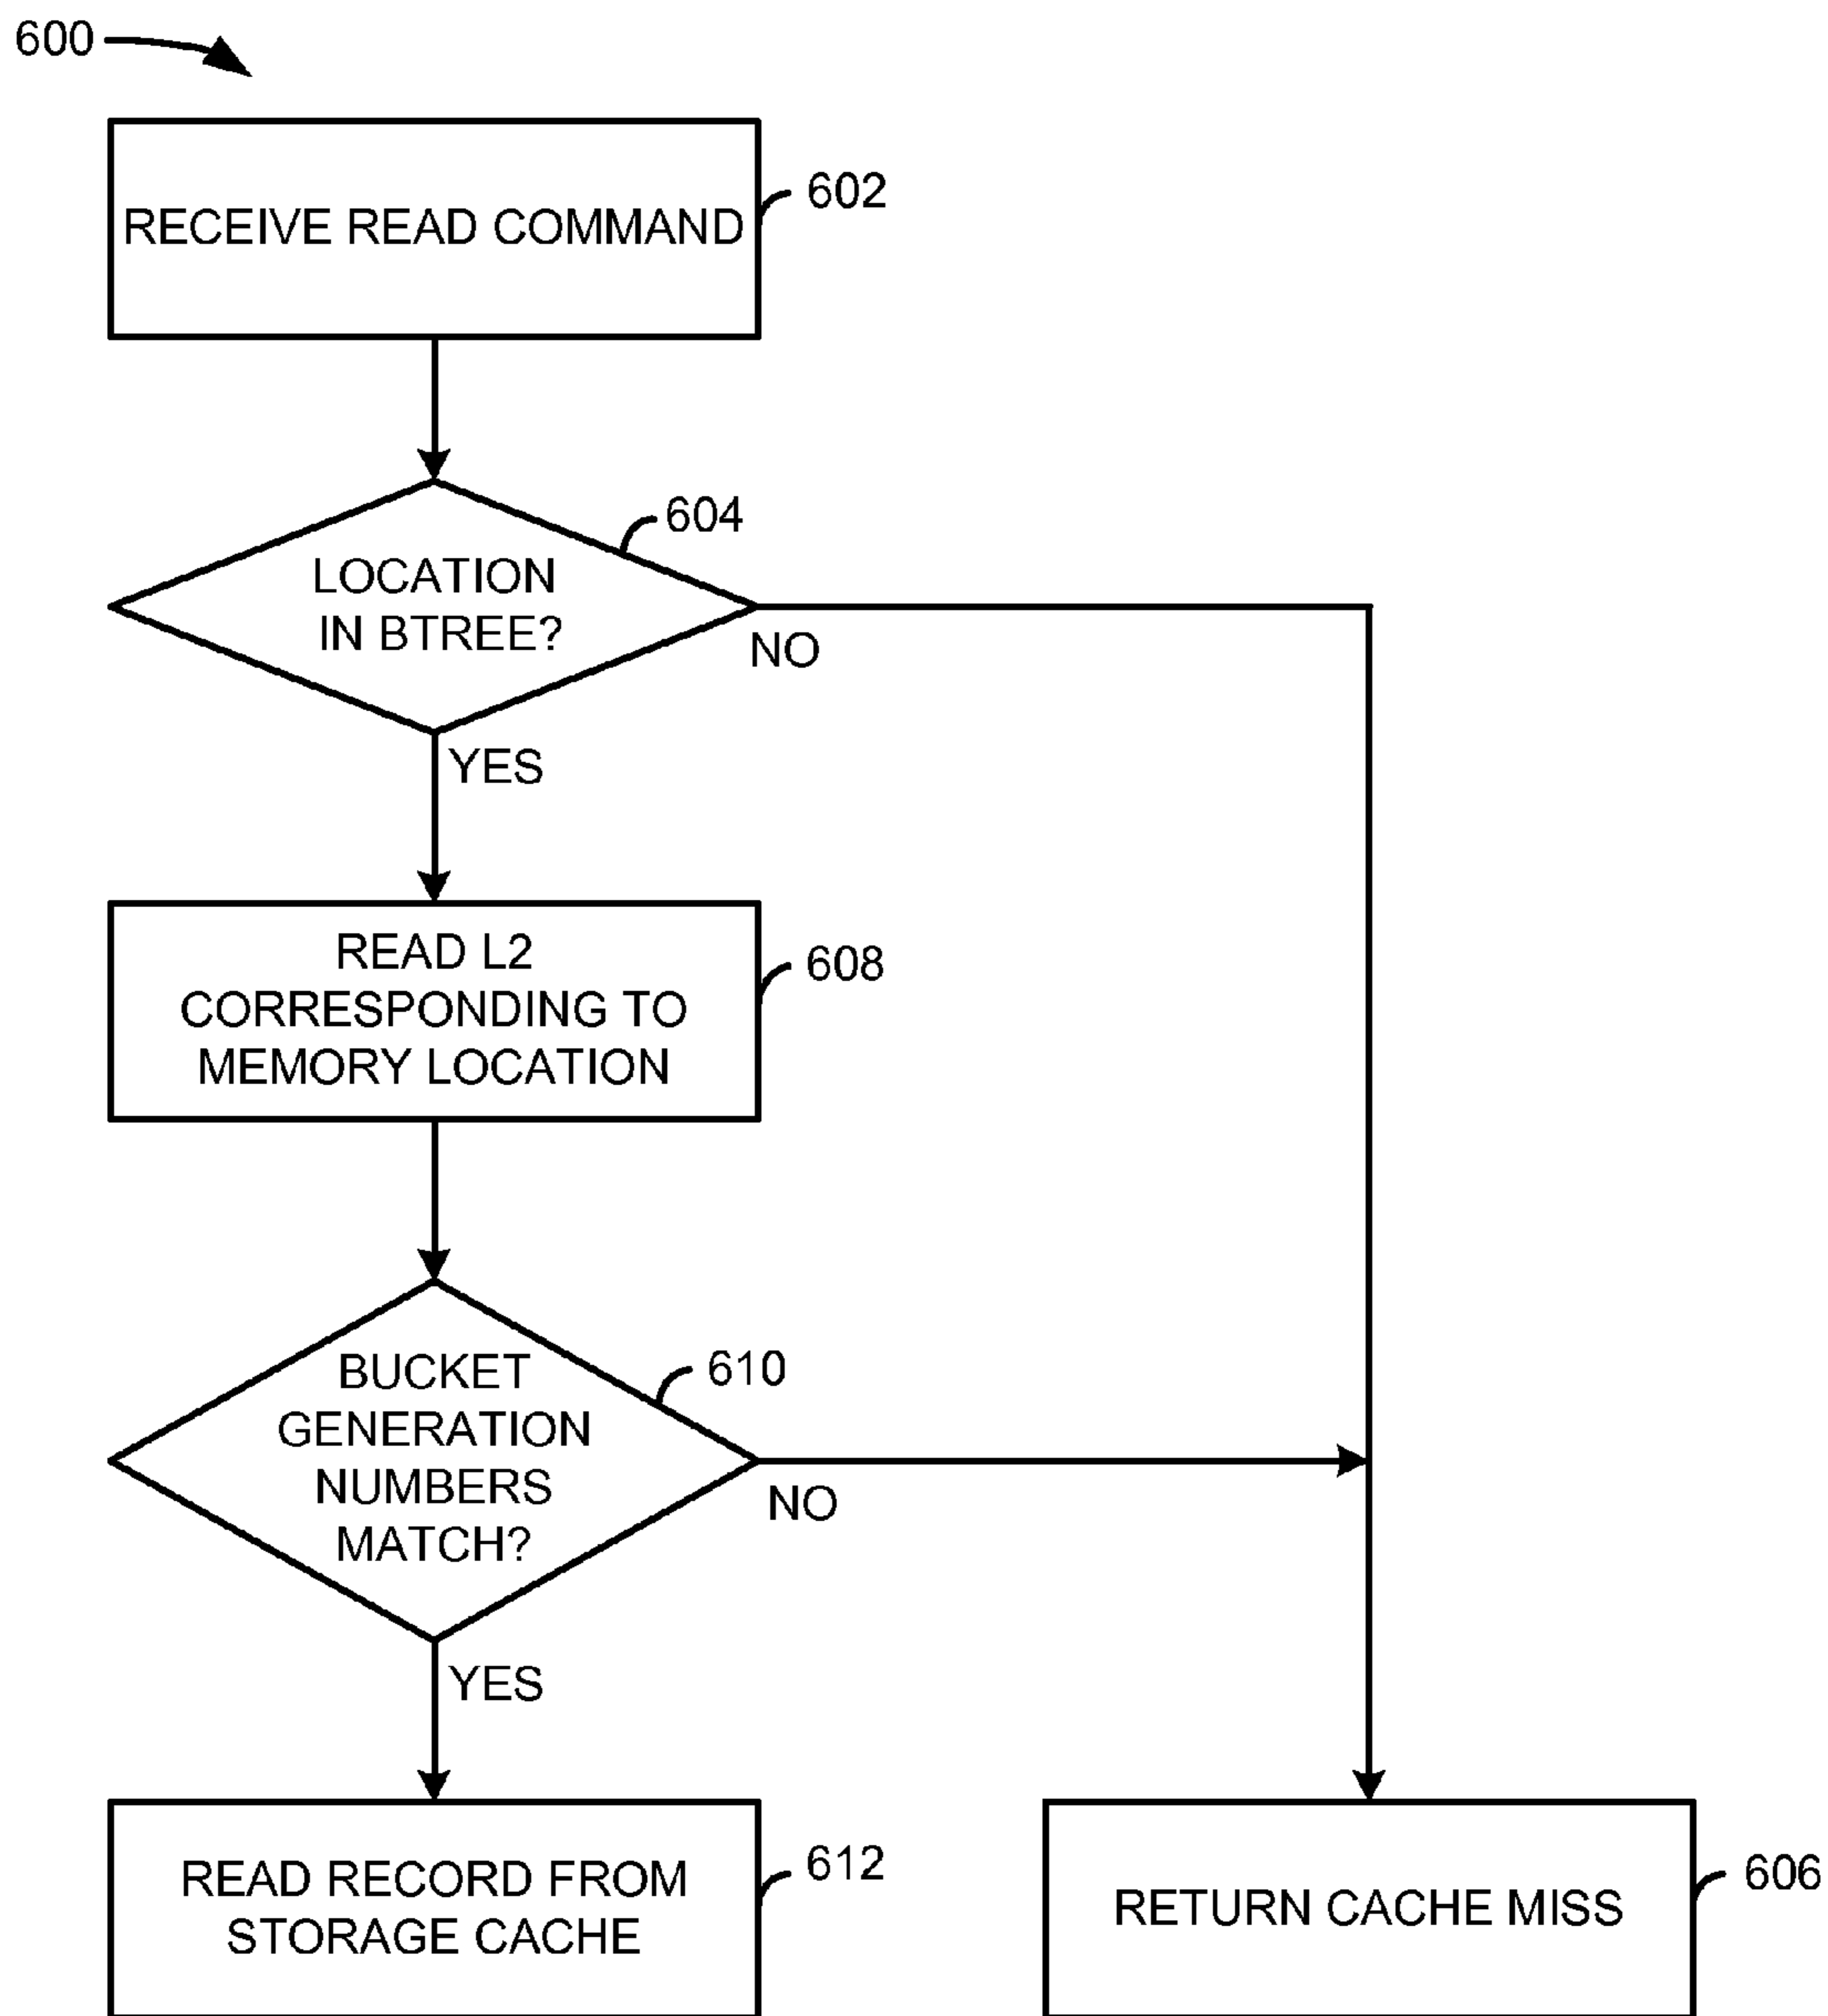 600
RECEIVE READ COMMAND
602
604
LOCATION
IN BTREE?
NO
YES
READ L2
CORRESPONDING TO
MEMORY LOCATION
608
BUCKET
GENERATION
NUMBERS
MATCH?
610
NO
YES
READ RECORD FROM
STORAGE CACHE
612
RETURN CACHE MISS
606